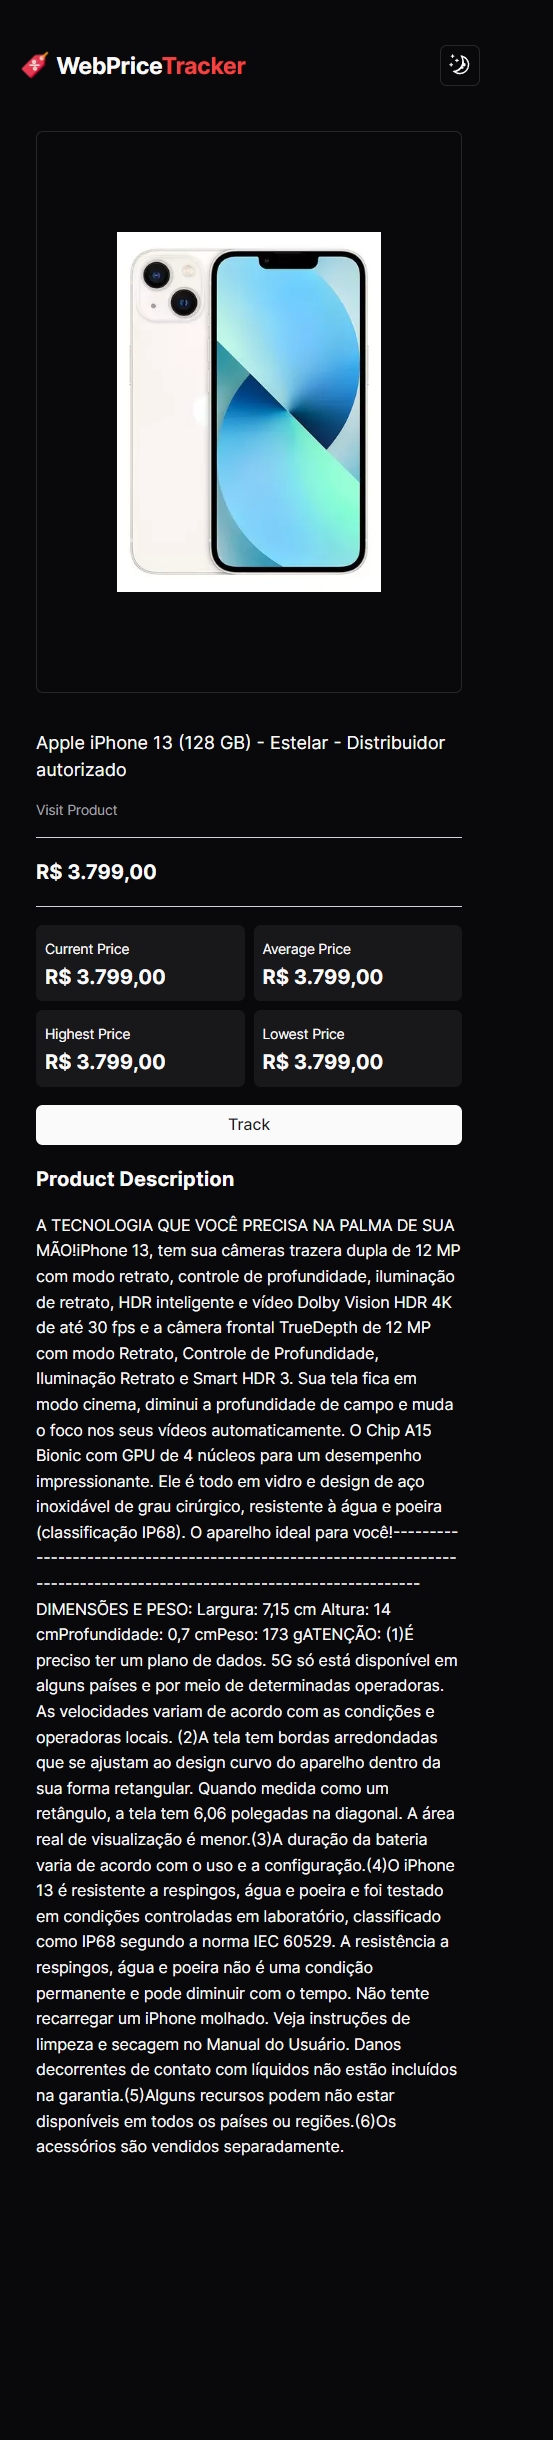 WebPriceTracker
Apple iPhone 13 (128 GB) - Estelar - Distribuidor
autorizado
Visit Product
R$ 3.799,00
Current Price
R$ 3.799,00
Average Price
R$ 3.799,00
Highest Price
R$ 3.799,00
Lowest Price
R$ 3.799,00
Track
Product Description
A TECNOLOGIA QUE VOCÊ PRECISA NA PALMA DE SUA
MÃO!iPhone 13, tem sua câmeras trazera dupla de 12 MP
com modo retrato, controle de profundidade, iluminação
de retrato, HDR inteligente e vídeo Dolby Vision HDR 4K
de até 30 fps e a câmera frontal TrueDepth de 12 MP
com modo Retrato, Controle de Profundidade,
Iluminação Retrato e Smart HDR 3. Sua tela fica em
modo cinema, diminui a profundidade de campo e muda
o foco nos seus vídeos automaticamente. O Chip A15
Bionic com GPU de 4 núcleos para um desempenho
impressionante. Ele é todo em vidro e design de aço
inoxidável de grau cirúrgico, resistente à água e poeira
(classificação IP68). O aparelho ideal para você!---------
----------------------------------------------------------
-----------------------------------------------------
DIMENSÕES E PESO: Largura: 7,15 cm Altura: 14
cmProfundidade: 0,7 cmPeso: 173 gATENÇÃO: (1)É
preciso ter um plano de dados. 5G só está disponível em
alguns países e por meio de determinadas operadoras.
As velocidades variam de acordo com as condições e
operadoras locais. (2)A tela tem bordas arredondadas
que se ajustam ao design curvo do aparelho dentro da
sua forma retangular. Quando medida como um
retângulo, a tela tem 6,06 polegadas na diagonal. A área
real de visualização é menor.(3)A duração da bateria
varia de acordo com o uso e a configuração.(4)O iPhone
13 é resistente a respingos, água e poeira e foi testado
em condições controladas em laboratório, classificado
como IP68 segundo a norma IEC 60529. A resistência a
respingos, água e poeira não é uma condição
permanente e pode diminuir com o tempo. Não tente
recarregar um iPhone molhado. Veja instruções de
limpeza e secagem no Manual do Usuário. Danos
decorrentes de contato com líquidos não estão incluídos
na garantia.(5)Alguns recursos podem não estar
disponíveis em todos os países ou regiões.(6)Os
acessórios são vendidos separadamente.